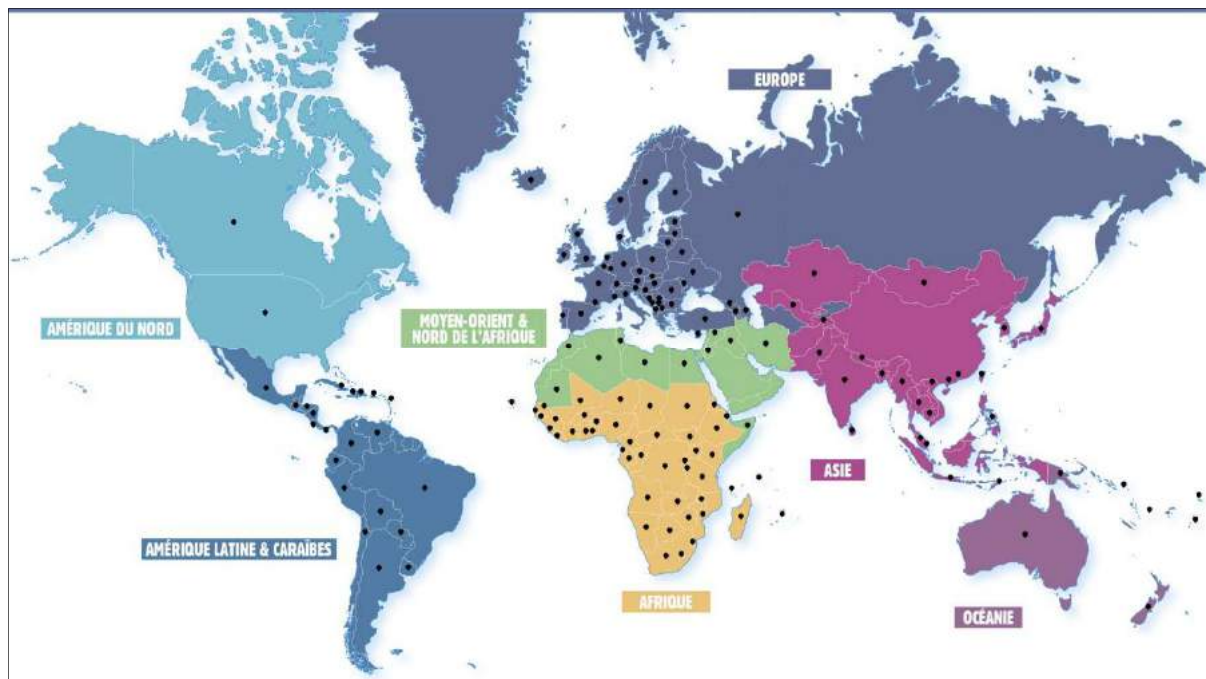 EUROPE
AMÉRIQUE DU NORD
MOYEN-ORIENT &
NORD DE L'AFRIQUE
ASIE
AMÉRIQUE LATINE & CARAÏBES
AFRIQUE
OCÉANIE